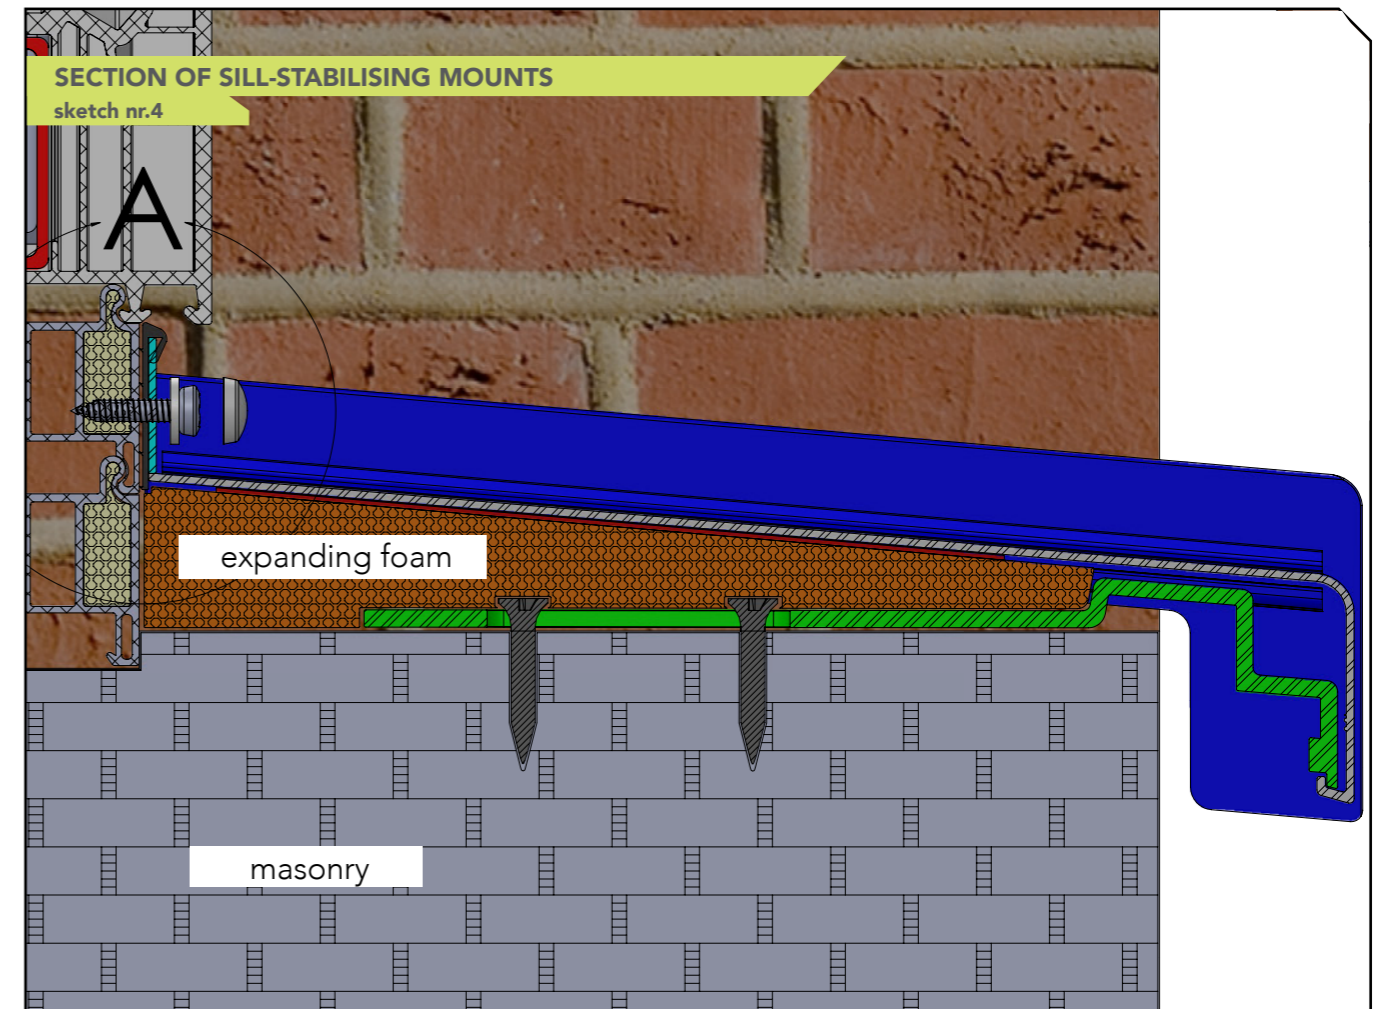 SECTION OF SILL-STABILISING MOUNTS
sketch nr.4
A
expanding foam
masonry